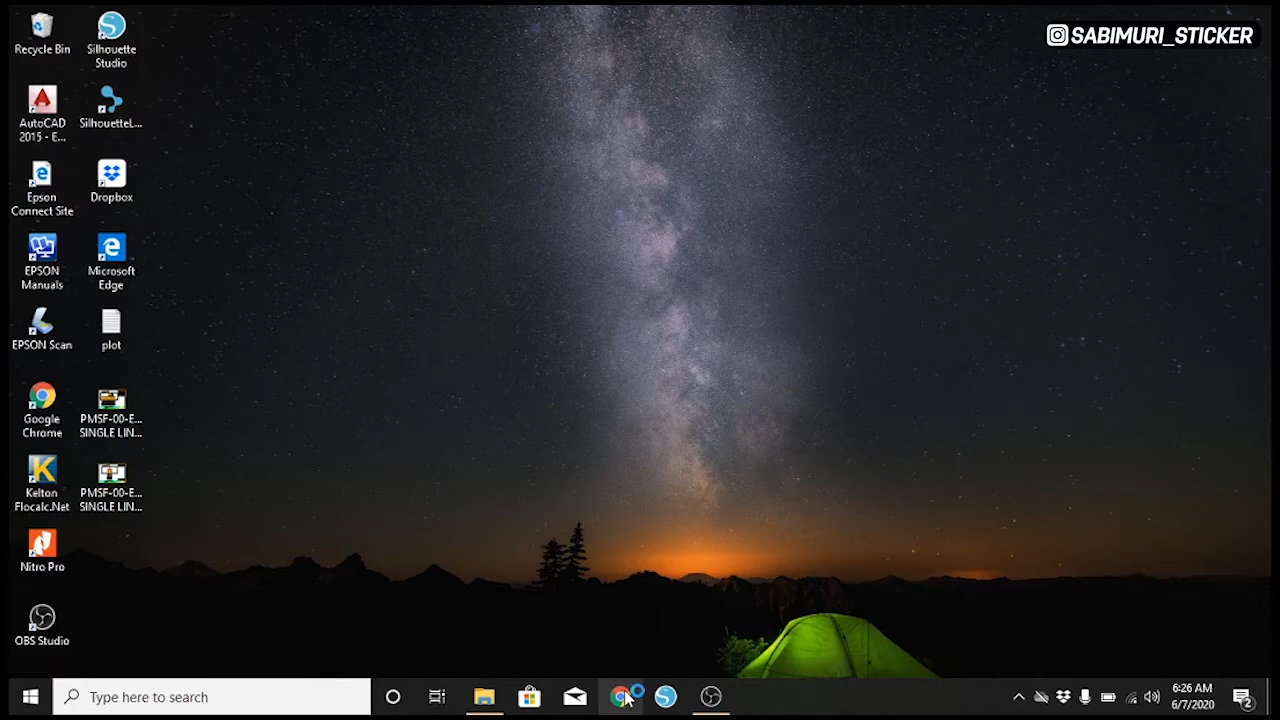 SABIMURI_STICKER
Recycle Bin
Silhouette
Studio
AutoCAD
2015 - E...
SilhouetteL...
Epson
Connect Site
Dropbox
EPSON
Manuals
Microsoft
Edge
EPSON Scan
plot
Google
Chrome
PMSF-00-E...
SINGLE LIN...
Kelton
Flocalc.Net
PMSF-00-E...
SINGLE LIN...
Nitro Pro
OBS Studio
Type here to search
6:26 AM
6/7/2020
2